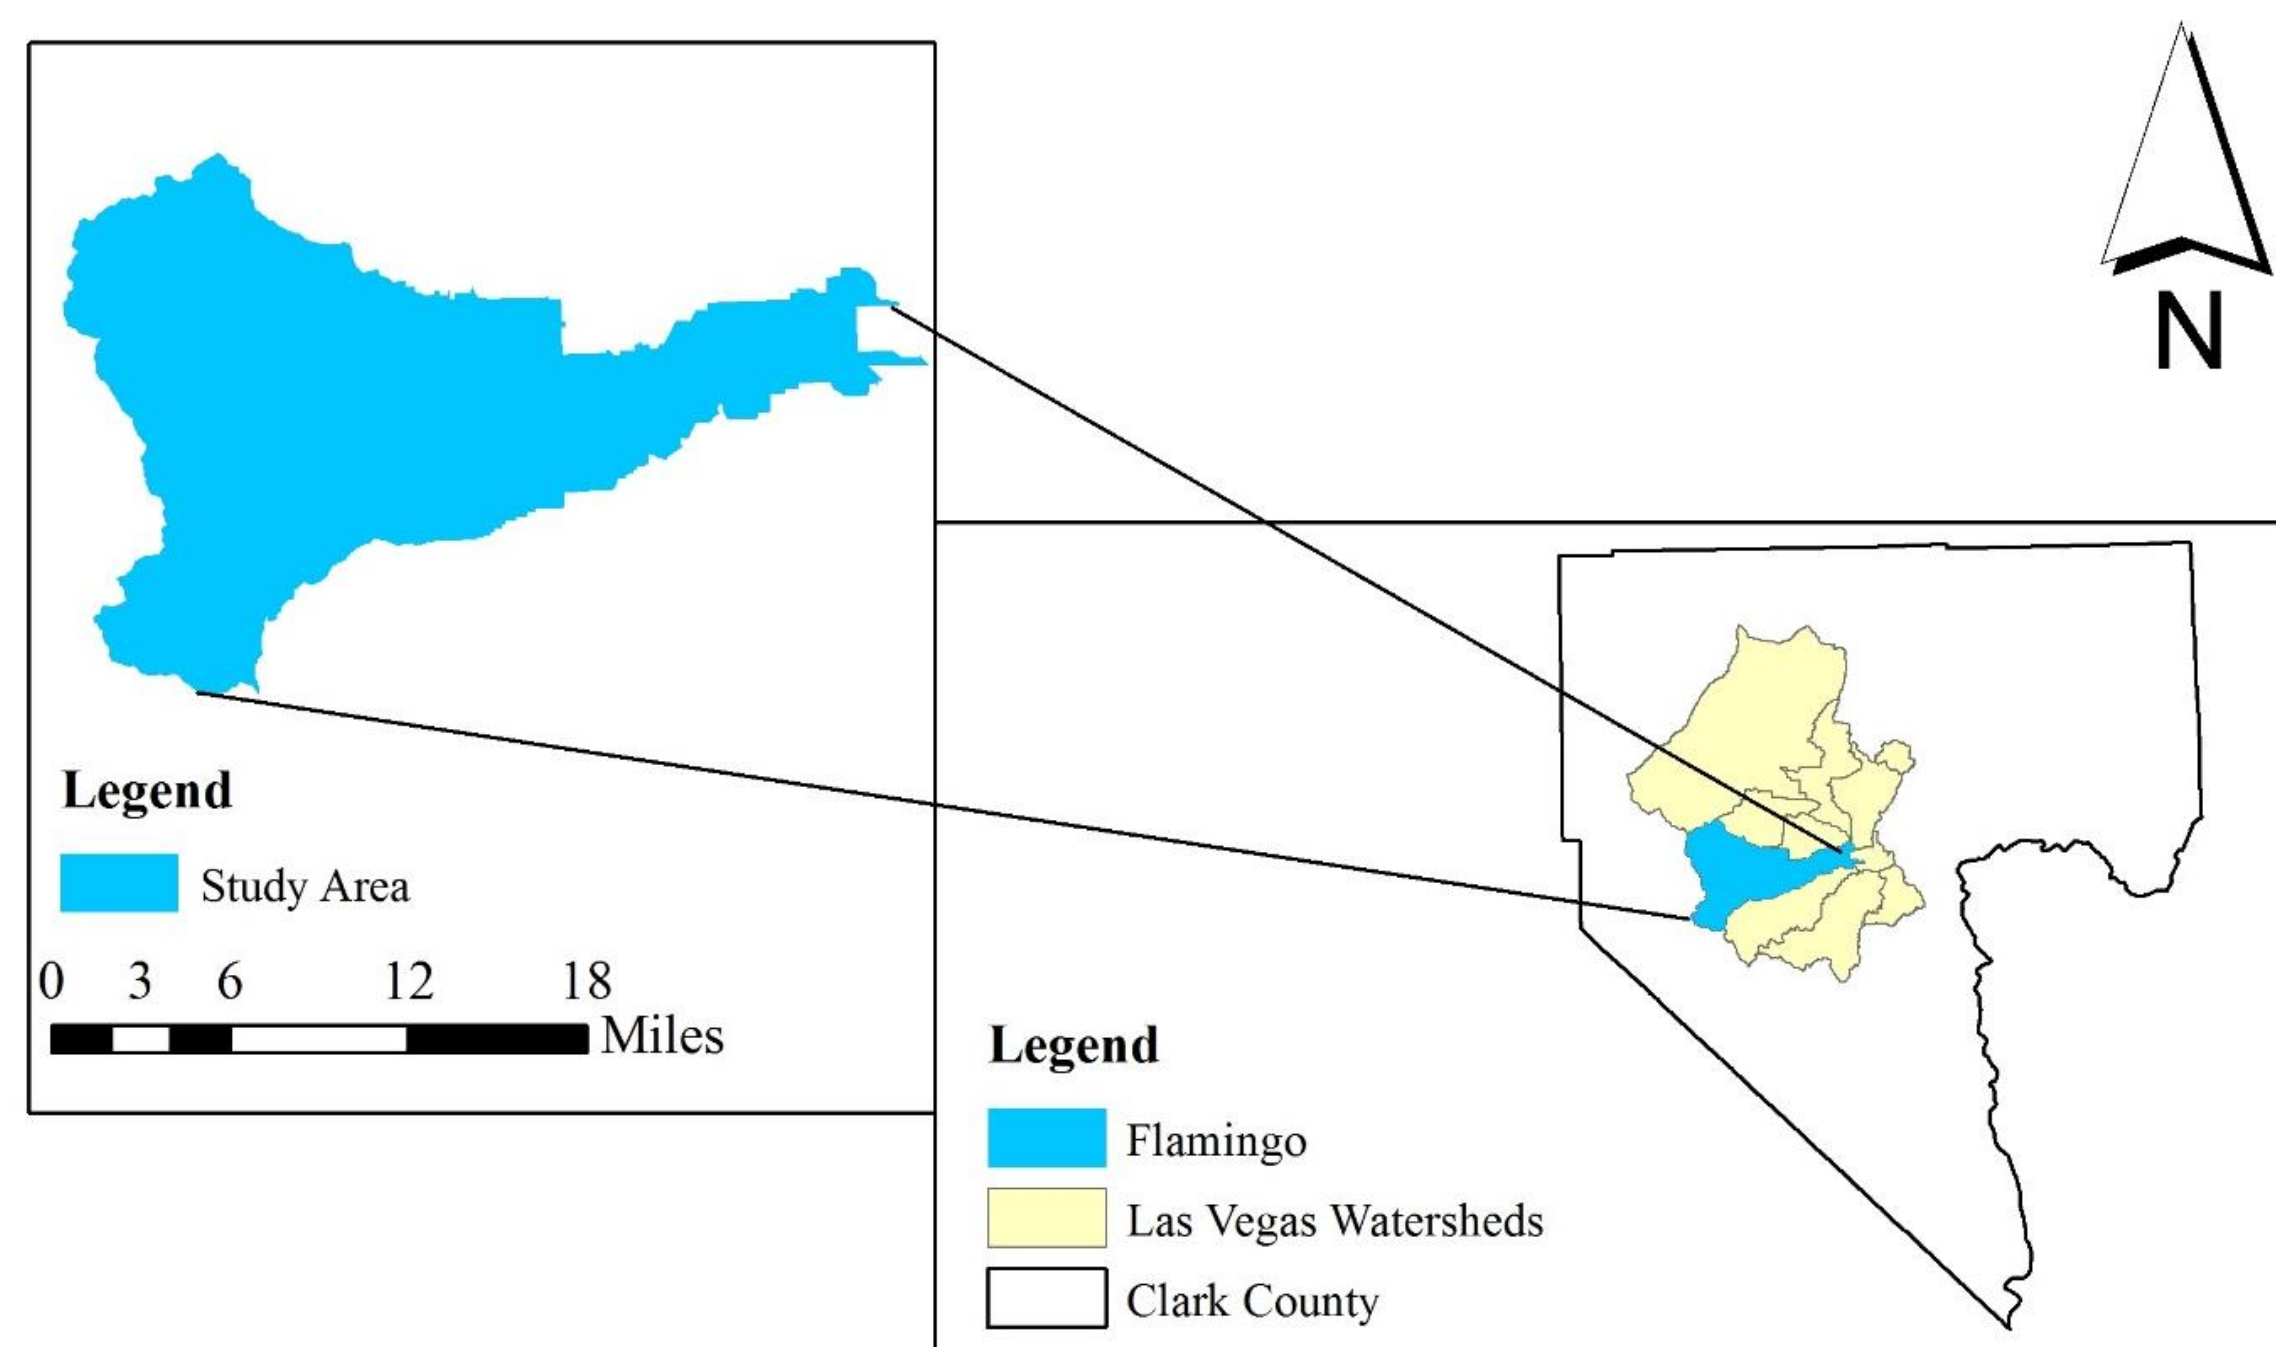 N
Legend
Study Area
0 3 6 12 18
Miles
Legend
Flamingo
Las Vegas Watersheds
Clark County